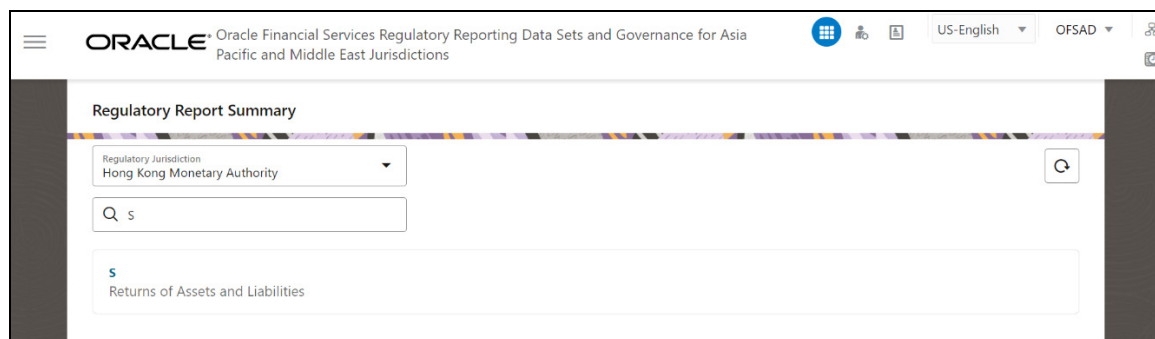 ORACLE Oracle Financial Services Regulatory Reporting Data Sets and Governance for Asia
Pacific and Middle East Jurisdictions
US-English
OFSAD
Regulatory Report Summary
Regulatory Jurisdiction
Hong Kong Monetary Authority
S
S
Returns of Assets and Liabilities